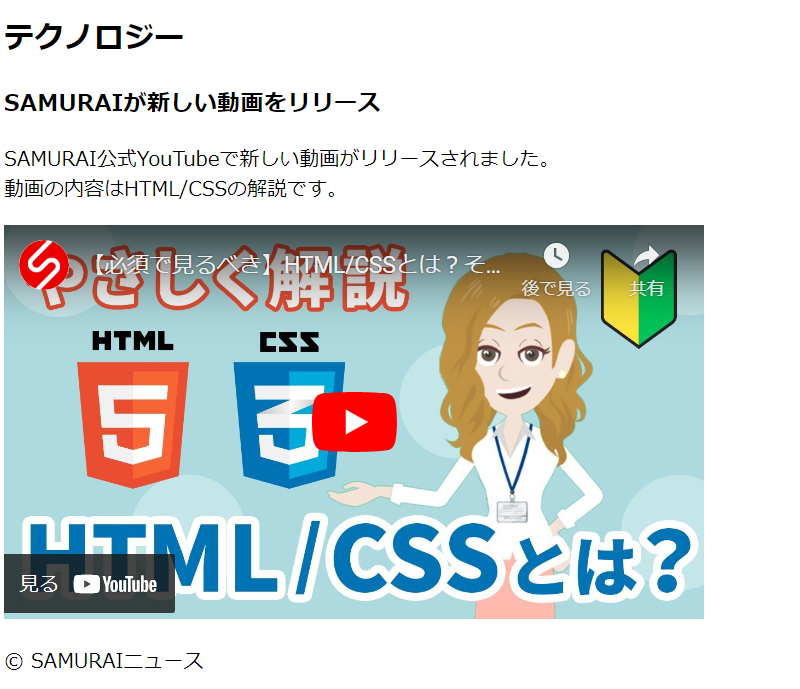 テクノロジー
SAMURAIが新しい動画をリリース
SAMURAI公式YouTubeで新しい動画がリリースされました。
動画の内容はHTML/CSSの解説です。
【必須で見るべき】HTML/CSSとは？そ...
後で見る
共有
やさしく解説
HTML
5
CSS
3
HTML/CSSとは?
見る YouTube
© SAMURAIニュース